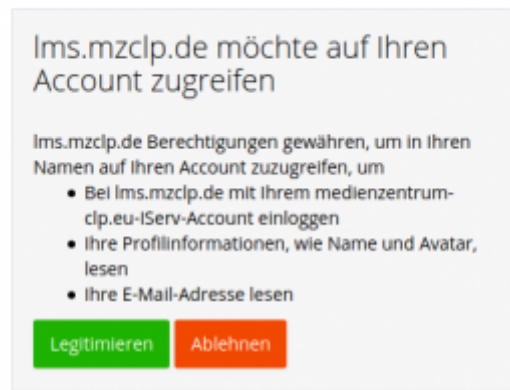 lms.mzclp.de möchte auf Ihren
Account zugreifen
lms.mzclp.de Berechtigungen gewähren, um in Ihren
Namen auf Ihren Account zuzugreifen, um
• Bei lms.mzclp.de mit Ihrem medienzentrum-
clp.eu-IServ-Account einloggen
• Ihre Profilinformationen, wie Name und Avatar,
lesen
• Ihre E-Mail-Adresse lesen
Legitimieren Ablehnen